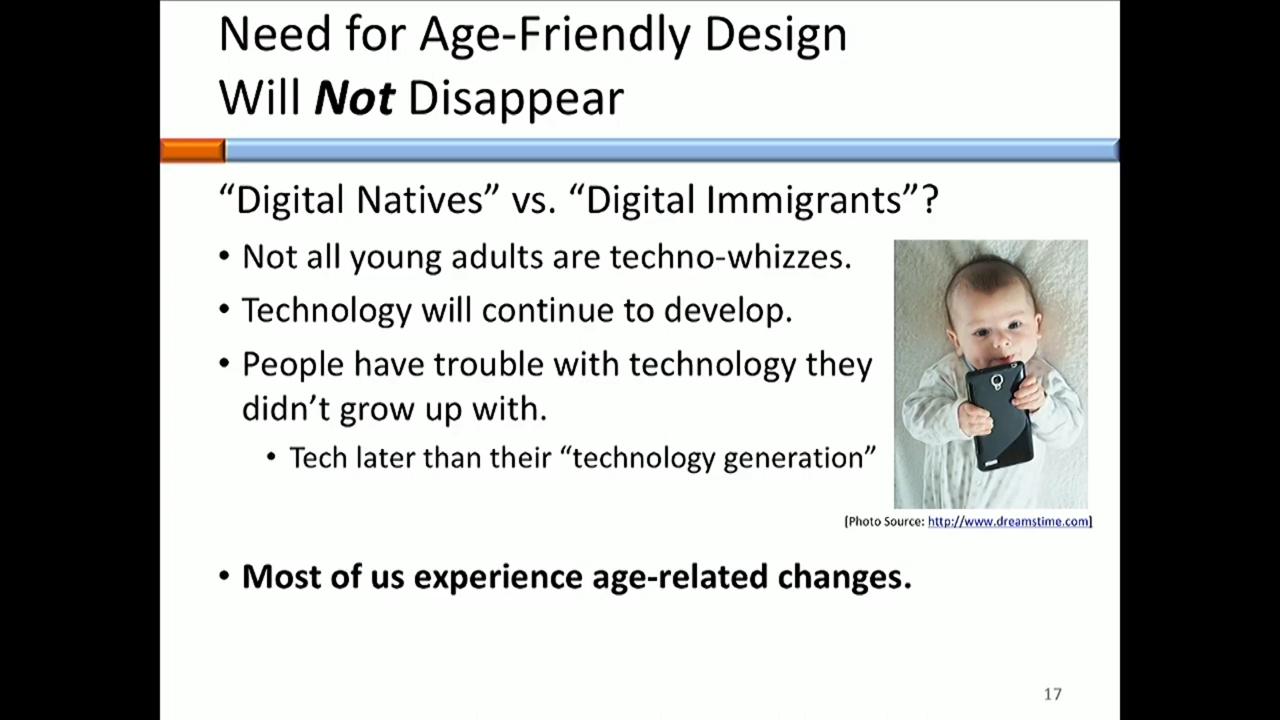 Need for Age-Friendly Design
Will Not Disappear
“Digital Natives” vs. “Digital Immigrants”?
• Not all young adults are techno-whizzes.
• Technology will continue to develop.
• People have trouble with technology they
didn’t grow up with.
• Tech later than their “technology generation”
[Photo Source: http://www.dreamstime.com]
• Most of us experience age-related changes.
17